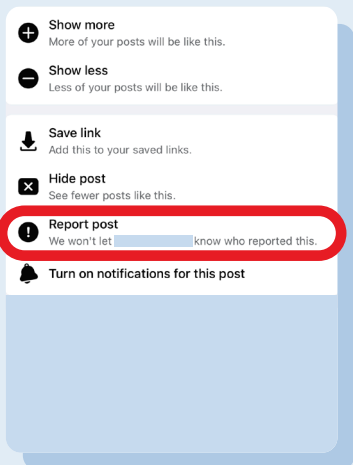 Show more
More of your posts will be like this.
Show less
Less of your posts will be like this.
Save link
Add this to your saved links.
Hide post
See fewer posts like this.
Report post
We won't let know who reported this.
Turn on notifications for this post